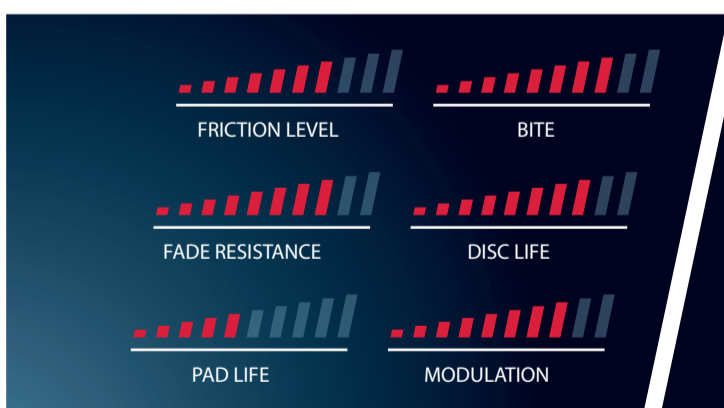 FRICTION LEVEL
BITE
FADE RESISTANCE
DISC LIFE
PAD LIFE
MODULATION